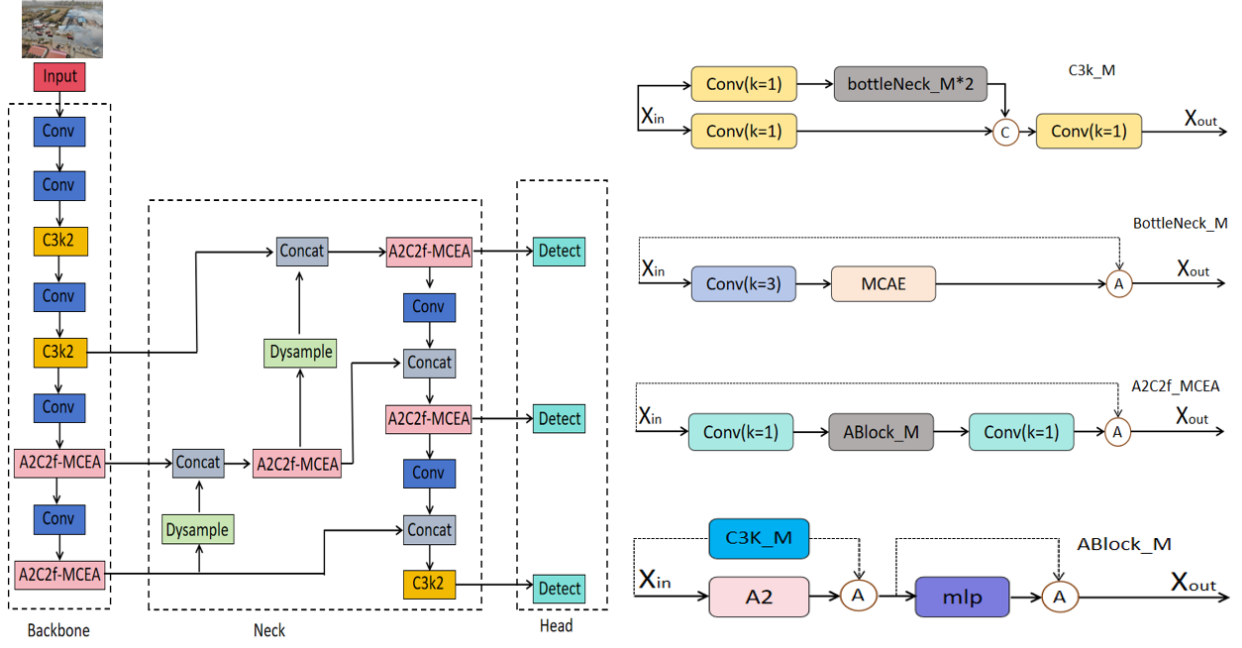 Input
Conv
Conv
C3k2
Conv
C3k2
Conv
A2C2f-MCEA
Conv
A2C2f-MCEA
Backbone
Concat
A2C2f-MCEA
Detect
Conv
Dysample
Concat
A2C2f-MCEA
Detect
Concat
A2C2f-MCEA
Conv
Dysample
Concat
C3k2
Detect
Neck
Head
C3k_M
Xin
Conv(k=1)
bottleNeck_M*2
Conv(k=1)
C
Conv(k=1)
Xout
BottleNeck_M
Xin
Conv(k=3)
MCAE
A
Xout
A2C2f_MCEA
Xin
Conv(k=1)
ABlock_M
Conv(k=1)
A
Xout
ABlock_M
C3K_M
Xin
A2
A
mlp
A
Xout